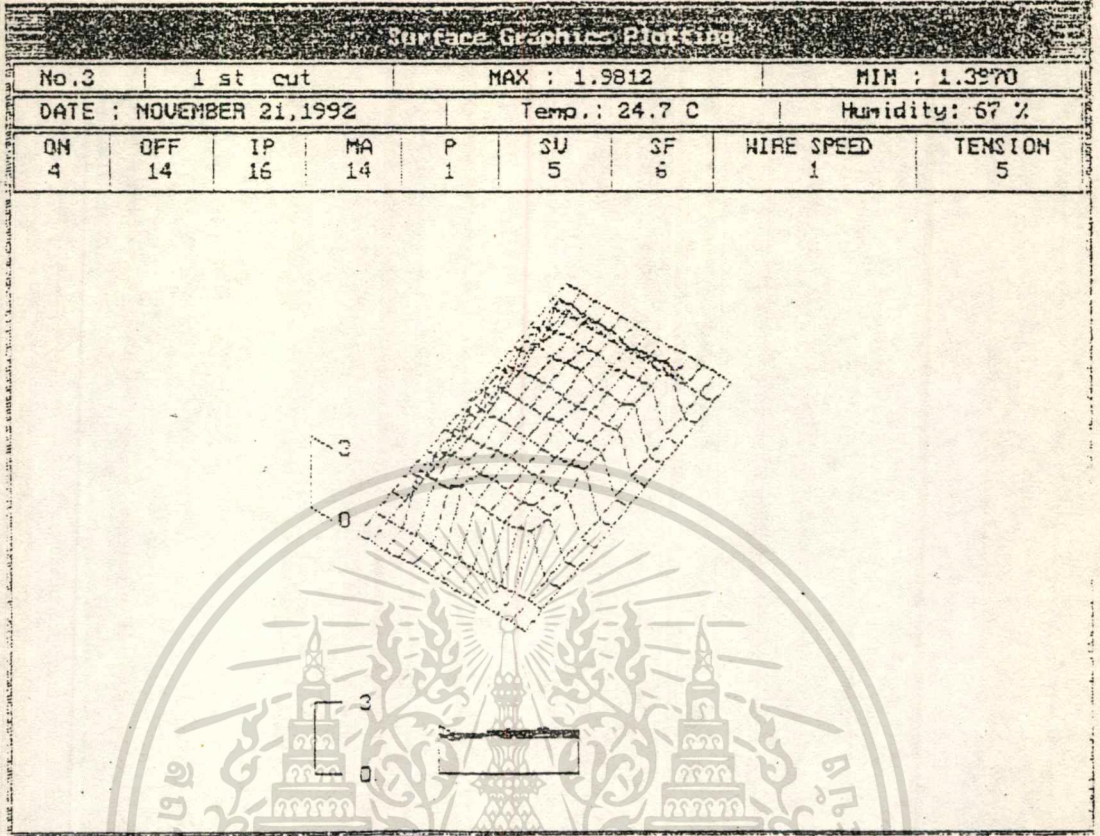 Surface Graphics Plotting
No.3 1 st cut MAX : 1.9812 MIN : 1.3970
DATE : NOVEMBER 21,1992 Temp.: 24.7 C Humidity: 67 %
ON OFF IP MA P SV SF WIRE SPEED TENSION
4 14 16 14 1 5 6 1 5
3
0
3
0